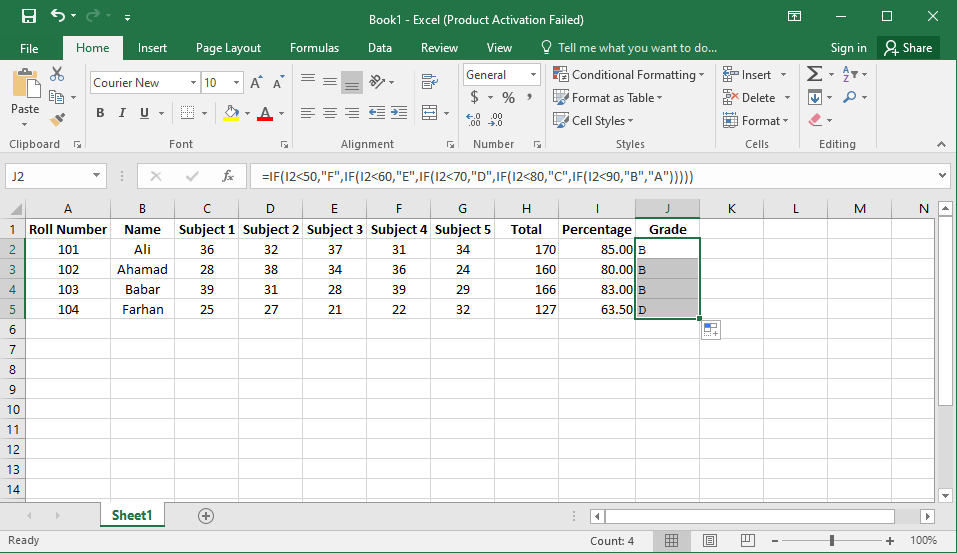 Book1 - Excel (Product Activation Failed)
File Home Insert Page Layout Formulas Data Review View Tell me what you want to do... Sign in Share
Paste Courier New 10 A A General Conditional Formatting Insert Σ A Z
B I U A $ % , Format as Table Delete
.00 .00 Cell Styles Format
Clipboard Font Alignment Number Styles Cells Editing
J2 fx =IF(I2<50,"F",IF(I2<60,"E",IF(I2<70,"D",IF(I2<80,"C",IF(I2<90,"B","A")))))
A B C D E F G H I J K L M N
1 Roll Number Name Subject 1 Subject 2 Subject 3 Subject 4 Subject 5 Total Percentage Grade
2 101 Ali 36 32 37 31 34 170 85.00 B
3 102 Ahamad 28 38 34 36 24 160 80.00 B
4 103 Babar 39 31 28 39 29 166 83.00 B
5 104 Farhan 25 27 21 22 32 127 63.50 D
6
7
8
9
10
11
12
13
14
Sheet1
Ready Count: 4 100%